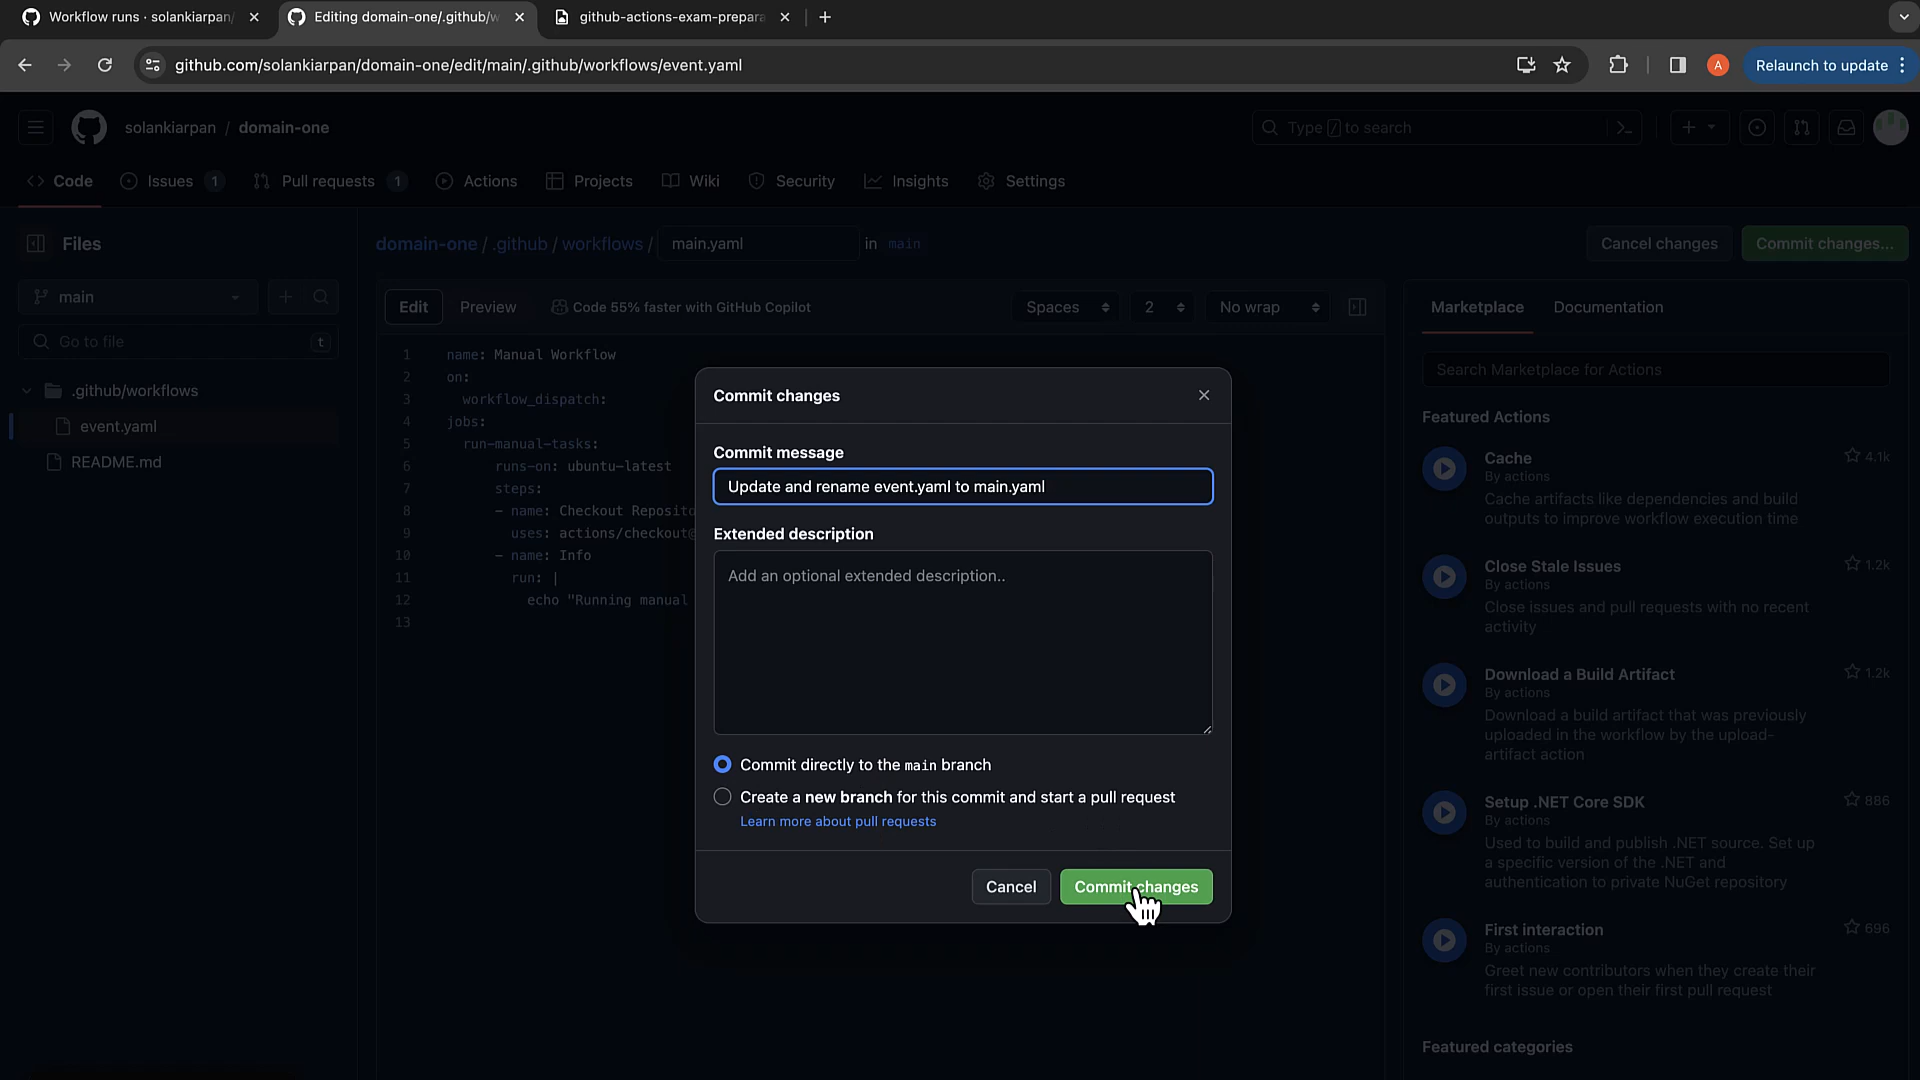 Workflow runs · solankiarpan/
Editing domain-one/.github/w
github-actions-exam-prepara
github.com/solankiarpan/domain-one/edit/main/.github/workflows/event.yaml
A
Relaunch to update
solankiarpan / domain-one
Type / to search
Code
Issues 1
Pull requests 1
Actions
Projects
Wiki
Security
Insights
Settings
Files
domain-one / .github / workflows / main.yaml in main
Cancel changes
Commit changes...
main
Edit
Preview
Code 55% faster with GitHub Copilot
Spaces
2
No wrap
Go to file t
.github/workflows
event.yaml
README.md
1 name: Manual Workflow
2 on:
3 workflow_dispatch:
4 jobs:
5 run-manual-tasks:
6 runs-on: ubuntu-latest
7 steps:
8 - name: Checkout Reposito
9 uses: actions/checkout@
10 - name: Info
11 run: |
12 echo "Running manual
13
Commit changes
Commit message
Update and rename event.yaml to main.yaml
Extended description
Add an optional extended description..
Commit directly to the main branch
Create a new branch for this commit and start a pull request
Learn more about pull requests
Cancel
Commit changes
Marketplace
Documentation
Search Marketplace for Actions
Featured Actions
Cache 4.1k
By actions
Cache artifacts like dependencies and build
outputs to improve workflow execution time
Close Stale Issues 1.2k
By actions
Close issues and pull requests with no recent
activity
Download a Build Artifact 1.2k
By actions
Download a build artifact that was previously
uploaded in the workflow by the upload-
artifact action
Setup .NET Core SDK 886
By actions
Used to build and publish .NET source. Set up
a specific version of the .NET and
authentication to private NuGet repository
First interaction 696
By actions
Greet new contributors when they create their
first issue or open their first pull request
Featured categories